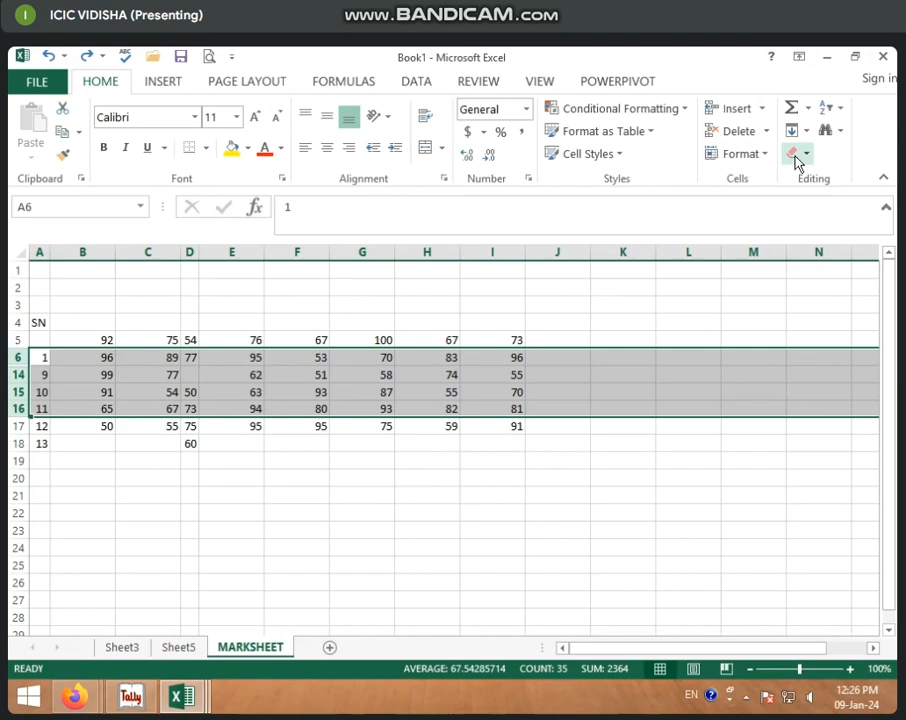 I ICIC VIDISHA (Presenting)
www.BANDICAM.com
Book1 - Microsoft Excel
FILE HOME INSERT PAGE LAYOUT FORMULAS DATA REVIEW VIEW POWERPIVOT Sign in
Paste Calibri 11 General Conditional Formatting Insert
B I U $ % , Format as Table Delete
Cell Styles Format
Clipboard Font Alignment Number Styles Cells Editing
A6 fx 1
A B C D E F G H I J K L M N
1
2
3
4 SN
5 92 75 54 76 67 100 67 73
6 1 96 89 77 95 53 70 83 96
14 9 99 77 62 51 58 74 55
15 10 91 54 50 63 93 87 55 70
16 11 65 67 73 94 80 93 82 81
17 12 50 55 75 95 95 75 59 91
18 13 60
19
20
21
22
23
24
25
26
27
28
29
Sheet3 Sheet5 MARKSHEET
READY AVERAGE: 67.54285714 COUNT: 35 SUM: 2364 100%
Tally EN 12:26 PM
09-Jan-24